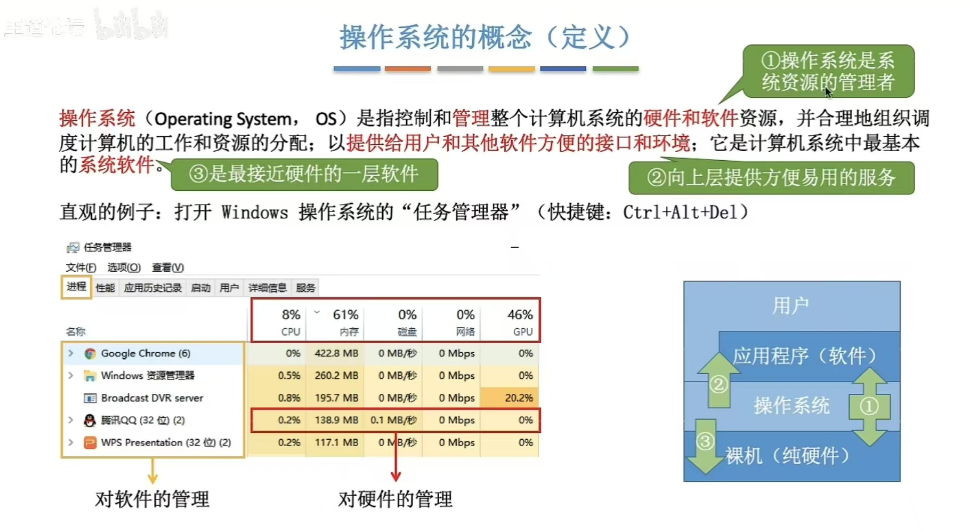 bilibili
操作系统的概念（定义）
①操作系统是系
统资源的管理者
操作系统（Operating System， OS）是指控制和管理整个计算机系统的硬件和软件资源，并合理地组织调
度计算机的工作和资源的分配；以提供给用户和其他软件方便的接口和环境；它是计算机系统中最基本
的系统软件。
③是最接近硬件的一层软件
②向上层提供方便易用的服务
直观的例子：打开 Windows 操作系统的“任务管理器”（快捷键：Ctrl+Alt+Del）
任务管理器
文件(F) 选项(O) 查看(V)
进程 性能 应用历史记录 启动 用户 详细信息 服务
8% 61% 0% 0% 46%
名称 CPU 内存 磁盘 网络 GPU
Google Chrome (6) 0% 422.8 MB 0 MB/秒 0 Mbps 0%
Windows 资源管理器 0.5% 260.2 MB 0 MB/秒 0 Mbps 0%
Broadcast DVR server 0.8% 195.7 MB 0 MB/秒 0 Mbps 20.2%
腾讯QQ (32 位) (2) 0.2% 138.9 MB 0.1 MB/秒 0 Mbps 0%
WPS Presentation (32 位) (2) 0.2% 117.1 MB 0 MB/秒 0 Mbps 0%
对软件的管理
对硬件的管理
用户
应用程序（软件）
②
操作系统
①
③
裸机（纯硬件）